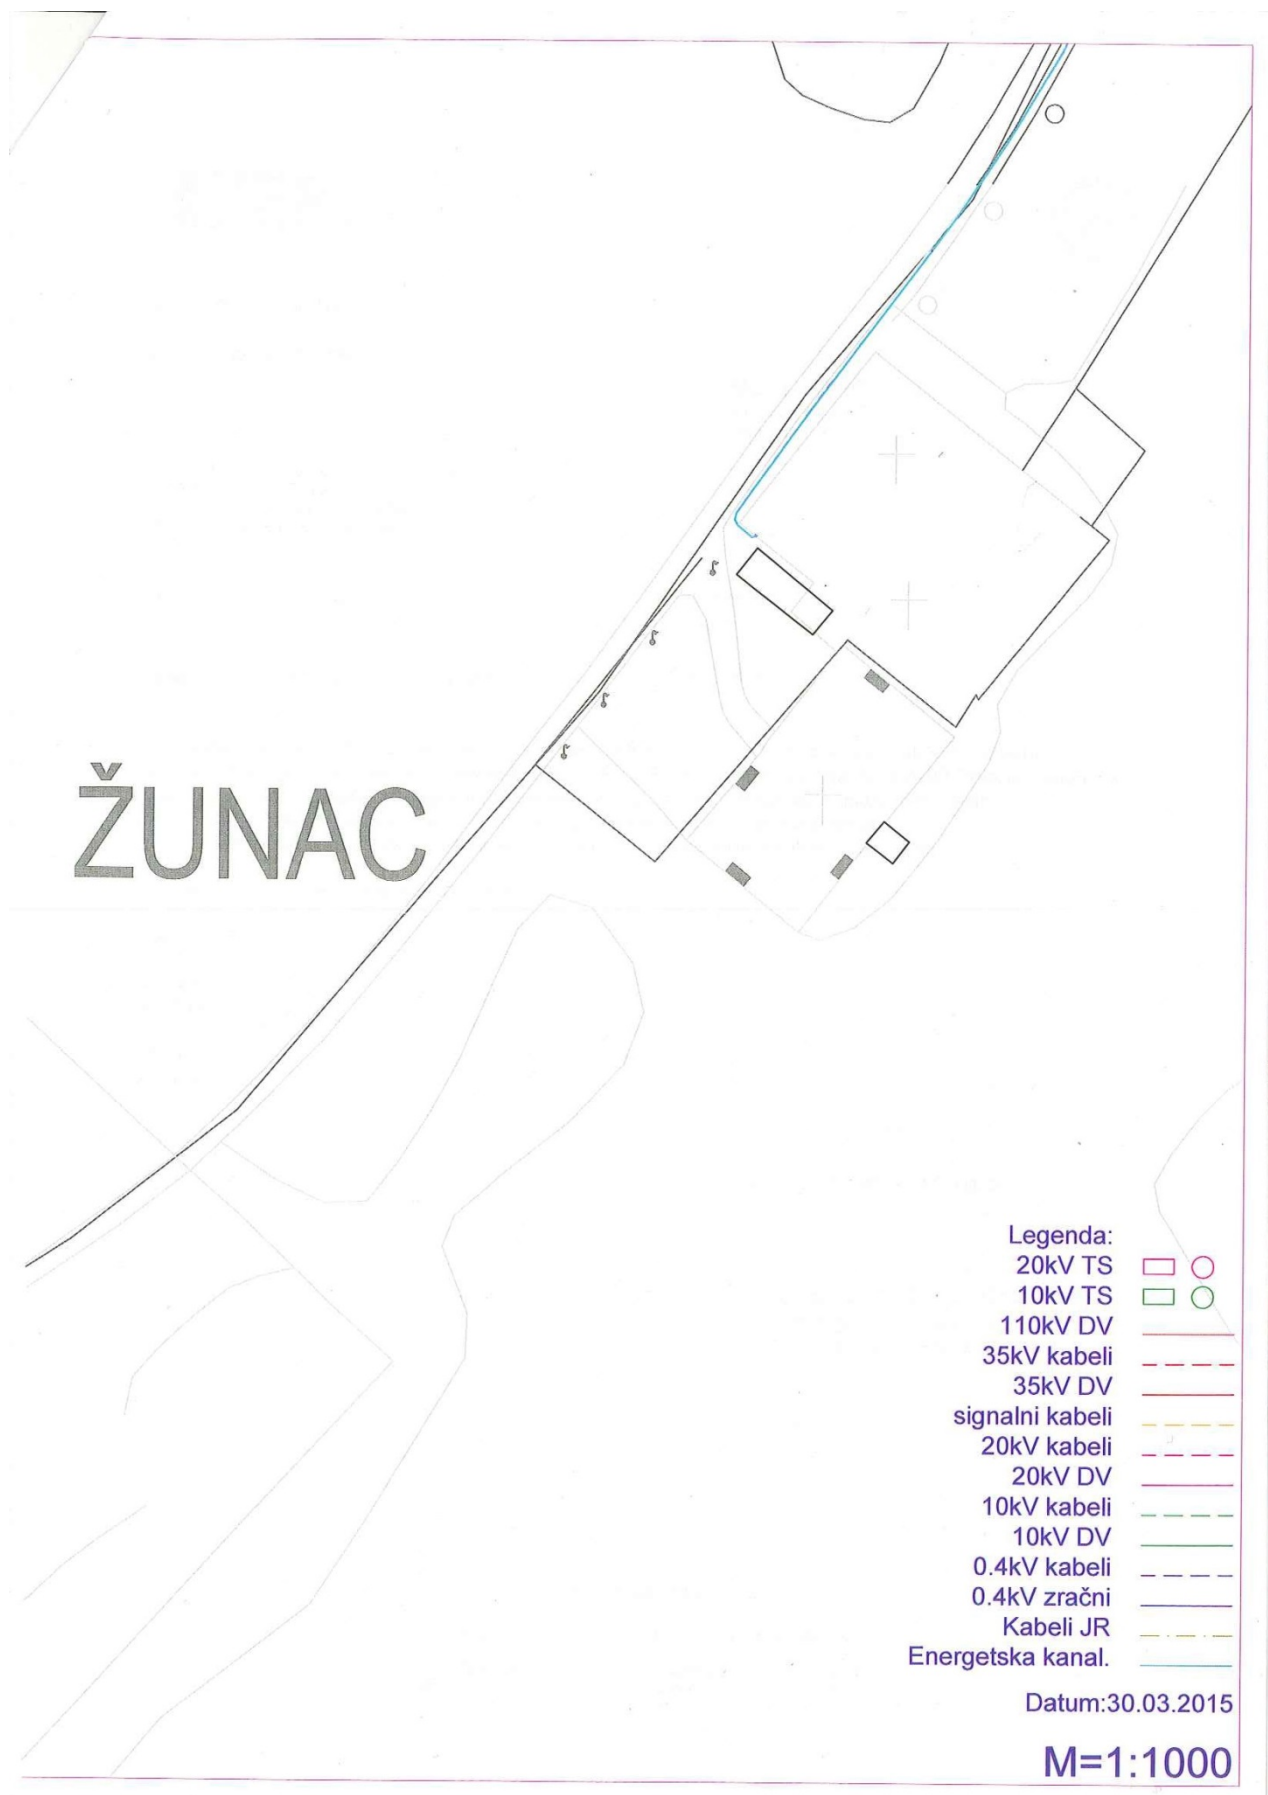 ŽUNAC
Legenda:
20kV TS
10kV TS
110kV DV
35kV kabeli
35kV DV
signalni kabeli
20kV kabeli
20kV DV
10kV kabeli
10kV DV
0.4kV kabeli
0.4kV zračni
Kabeli JR
Energetska kanal.
Datum:30.03.2015
M=1:1000